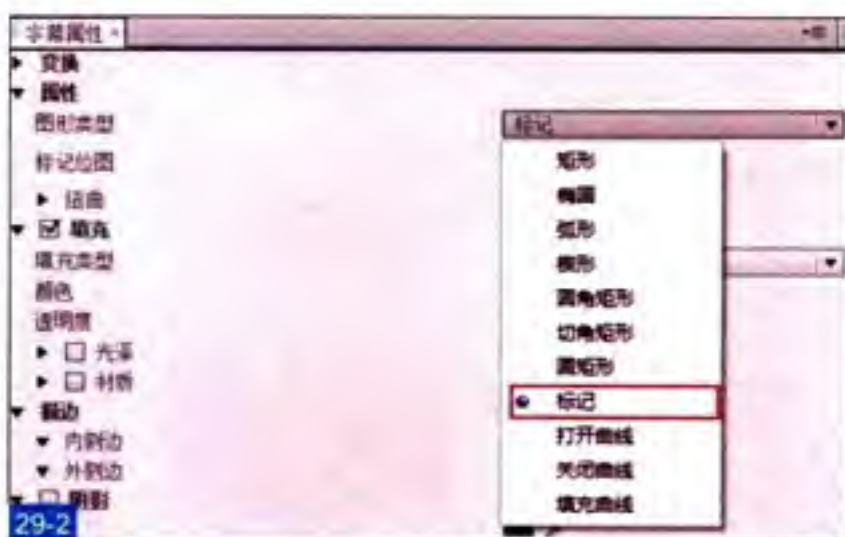 字幕属性
变换
属性
图形类型
标记
标记位图
矩形
扭曲
椭圆
弧形
填充
填充类型
楔形
颜色
圆角矩形
透明度
切角矩形
光泽
圆矩形
材质
标记
描边
打开曲线
内侧边
关闭曲线
外侧边
填充曲线
阴影
29-2